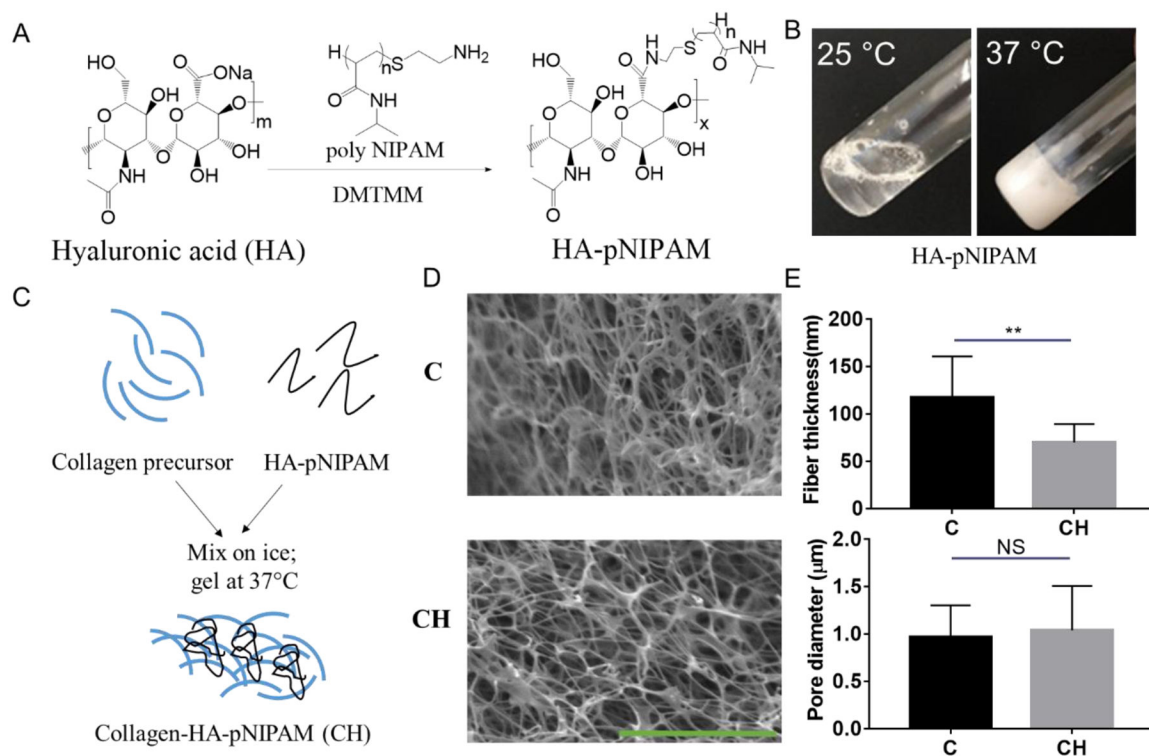 A
HO
OH
O
ONa
O
HO
O
O
m
NH
OH
OH
O
Hyaluronic acid (HA)
H
n
S
NH2
O
NH
poly NIPAM
DMTMM
H
n
O
H
N
S
O
NH
HO
OH
O
O
HO
O
O
x
NH
OH
OH
O
HA-pNIPAM
B
25 °C
37 °C
HA-pNIPAM
C
Collagen precursor
HA-pNIPAM
Mix on ice;
gel at 37°C
Collagen-HA-pNIPAM (CH)
D
C
CH
E
Fiber thickness(nm)
200
150
100
50
0
**
C
CH
Pore diameter (μm)
2.0
1.5
1.0
0.5
0.0
NS
C
CH